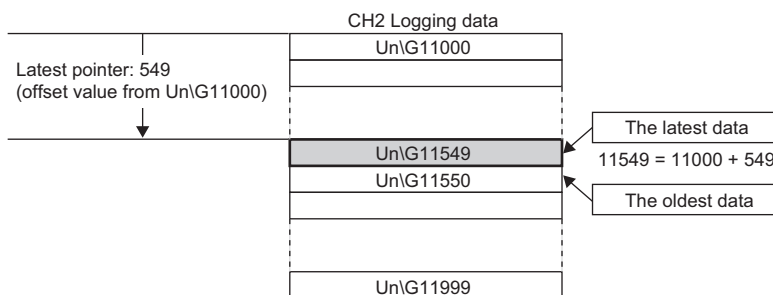 CH2 Logging data
Un\G11000
Latest pointer: 549
(offset value from Un\G11000)
The latest data
Un\G11549
11549 = 11000 + 549
Un\G11550
The oldest data
Un\G11999